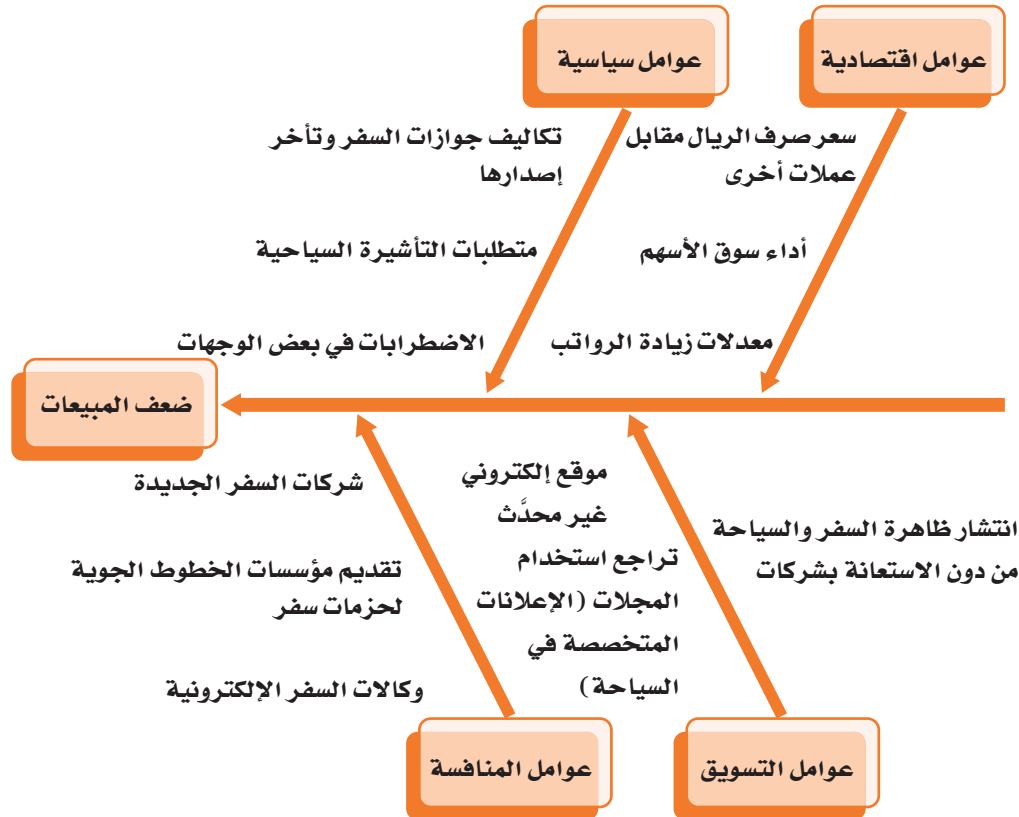 عوامل اقتصادية
سعر صرف الريال مقابل
عملات أخرى
أداء سوق الأسهم
معدلات زيادة الرواتب
عوامل سياسية
تكاليف جوازات السفر وتأخر
إصدارها
متطلبات التأشيرة السياحية
الاضطرابات في بعض الوجهات
ضعف المبيعات
انتشار ظاهرة السفر والسياحة
من دون الاستعانة بشركات
موقع إلكتروني
غير محدَّث
تراجع استخدام
المجلات (الإعلانات
المتخصصة في
السياحة)
عوامل التسويق
شركات السفر الجديدة
تقديم مؤسسات الخطوط الجوية
لحزمات سفر
وكالات السفر الإلكترونية
عوامل المنافسة